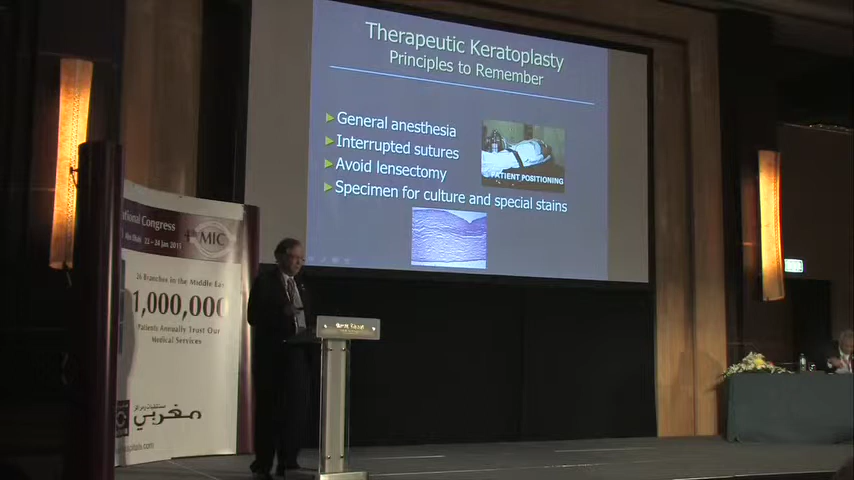 Therapeutic Keratoplasty
Principles to Remember
General anesthesia
Interrupted sutures
Avoid lensectomy
Specimen for culture and special stains
PATIENT POSITIONING
Congress
MIC
26 Branches in the Middle East
1,000,000
Patients Annually Trust Our
Medical Services
مغربي